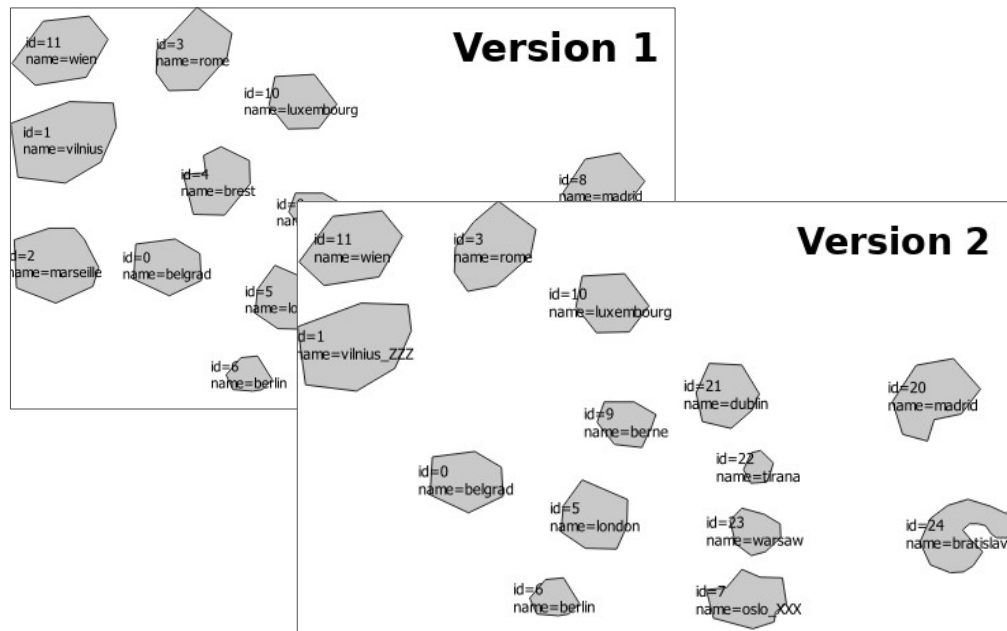 Version 1
id=11
name=wien
id=3
name=rome
id=10
name=luxembourg
id=1
name=vilnius
id=4
name=brest
id=8
name=madrid
d=2
name=marseille
id=0
name=belgrad
id=5
id=6
name=berlin
Version 2
id=11
name=wien
id=3
name=rome
id=10
name=luxembourg
d=1
name=vilnius_ZZZ
id=21
name=dublin
id=20
name=madrid
id=9
name=berne
id=22
name=tirana
id=0
name=belgrad
id=5
name=london
id=23
name=warsaw
id=24
name=bratislav
id=6
name=berlin
id=7
name=oslo_XXX